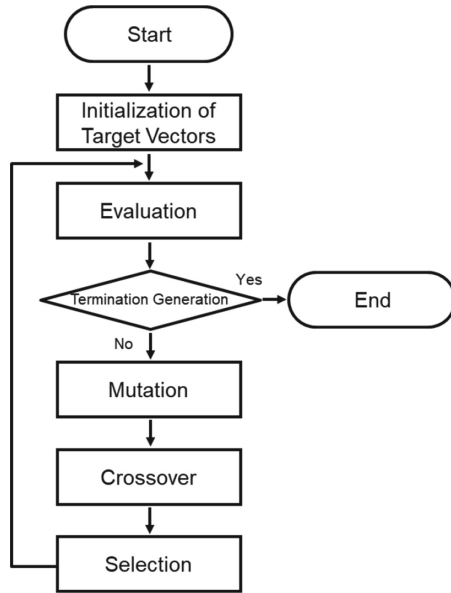 Start
Initialization of
Target Vectors
Evaluation
Termination Generation
Yes
End
No
Mutation
Crossover
Selection